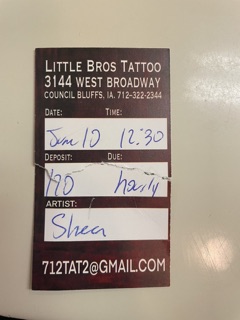 LITTLE BROS TATTOO
3144 WEST BROADWAY
COUNCIL BLUFFS, IA. 712-322-2344
DATE: TIME:
June 10 12:30
DEPOSIT: DUE:
hourly
ARTIST:
Shea
712TAT2@GMAIL.COM